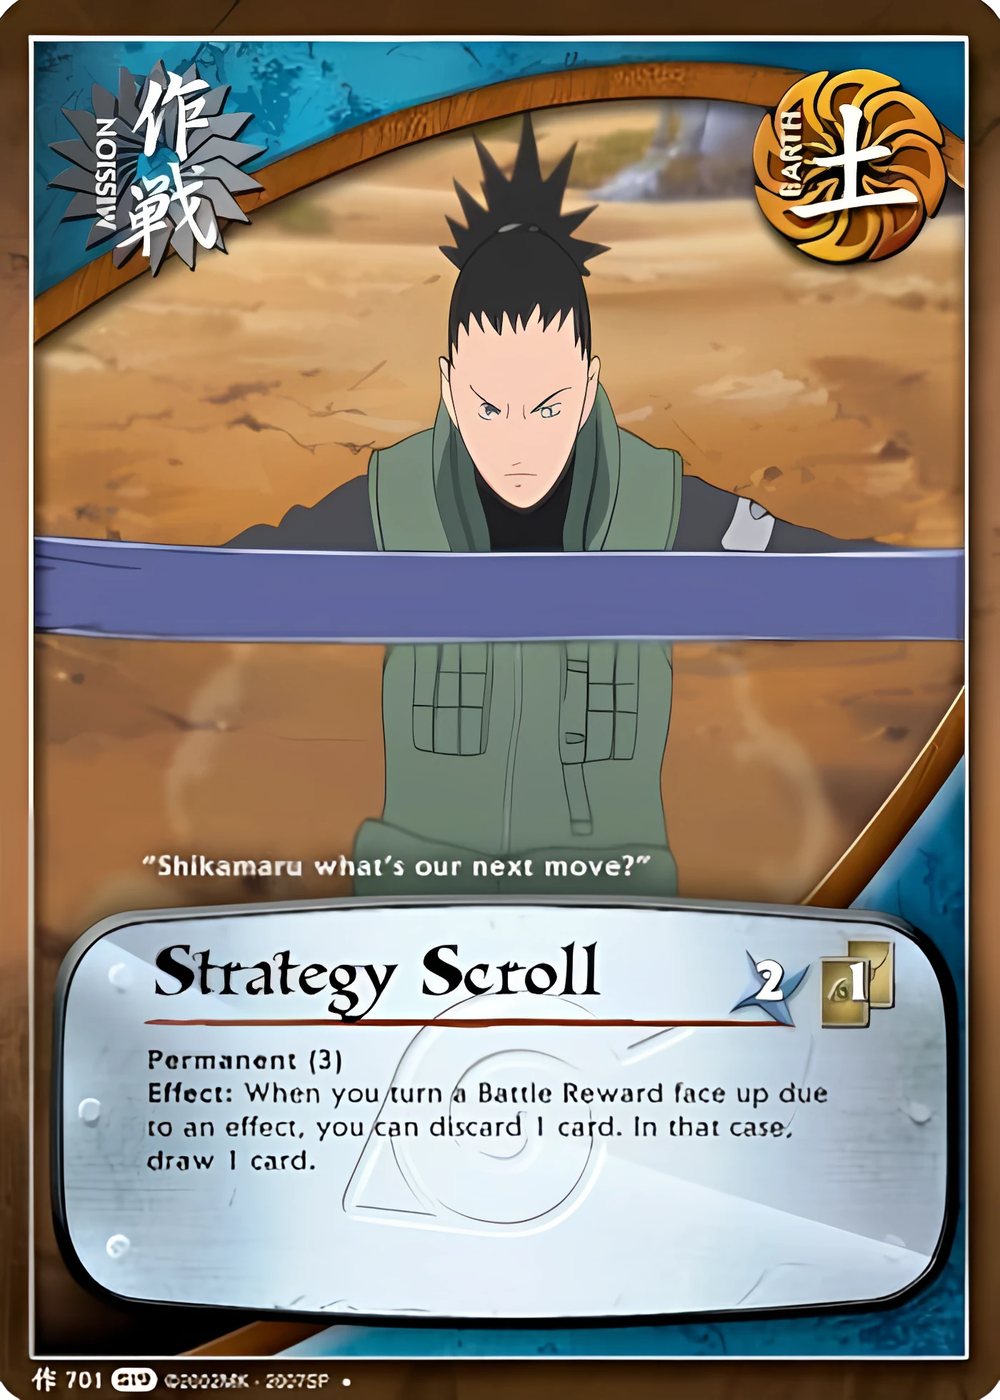 作戦
MISSION
土
EARTH
"Shikamaru what's our next move?"
Strategy Scroll
2
1
Permanent (3)
Effect: When you turn a Battle Reward face up due
to an effect, you can discard 1 card. In that case,
draw 1 card.
作 701